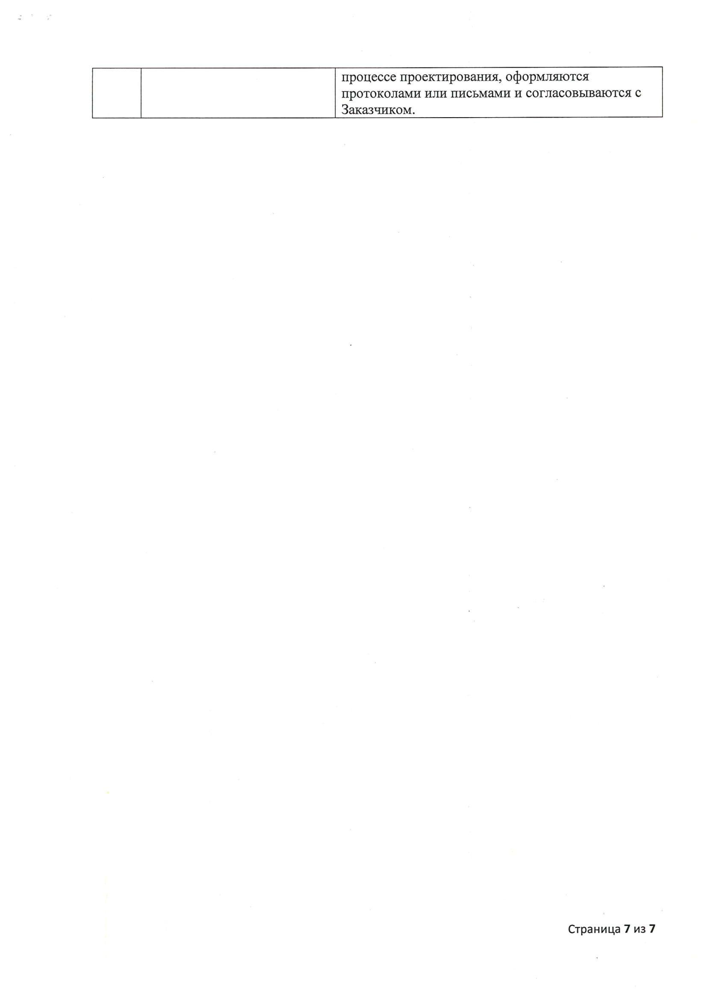 процессе проектирования, оформляются
протоколами или письмами и согласовываются с
Заказчиком.
Страница 7 из 7